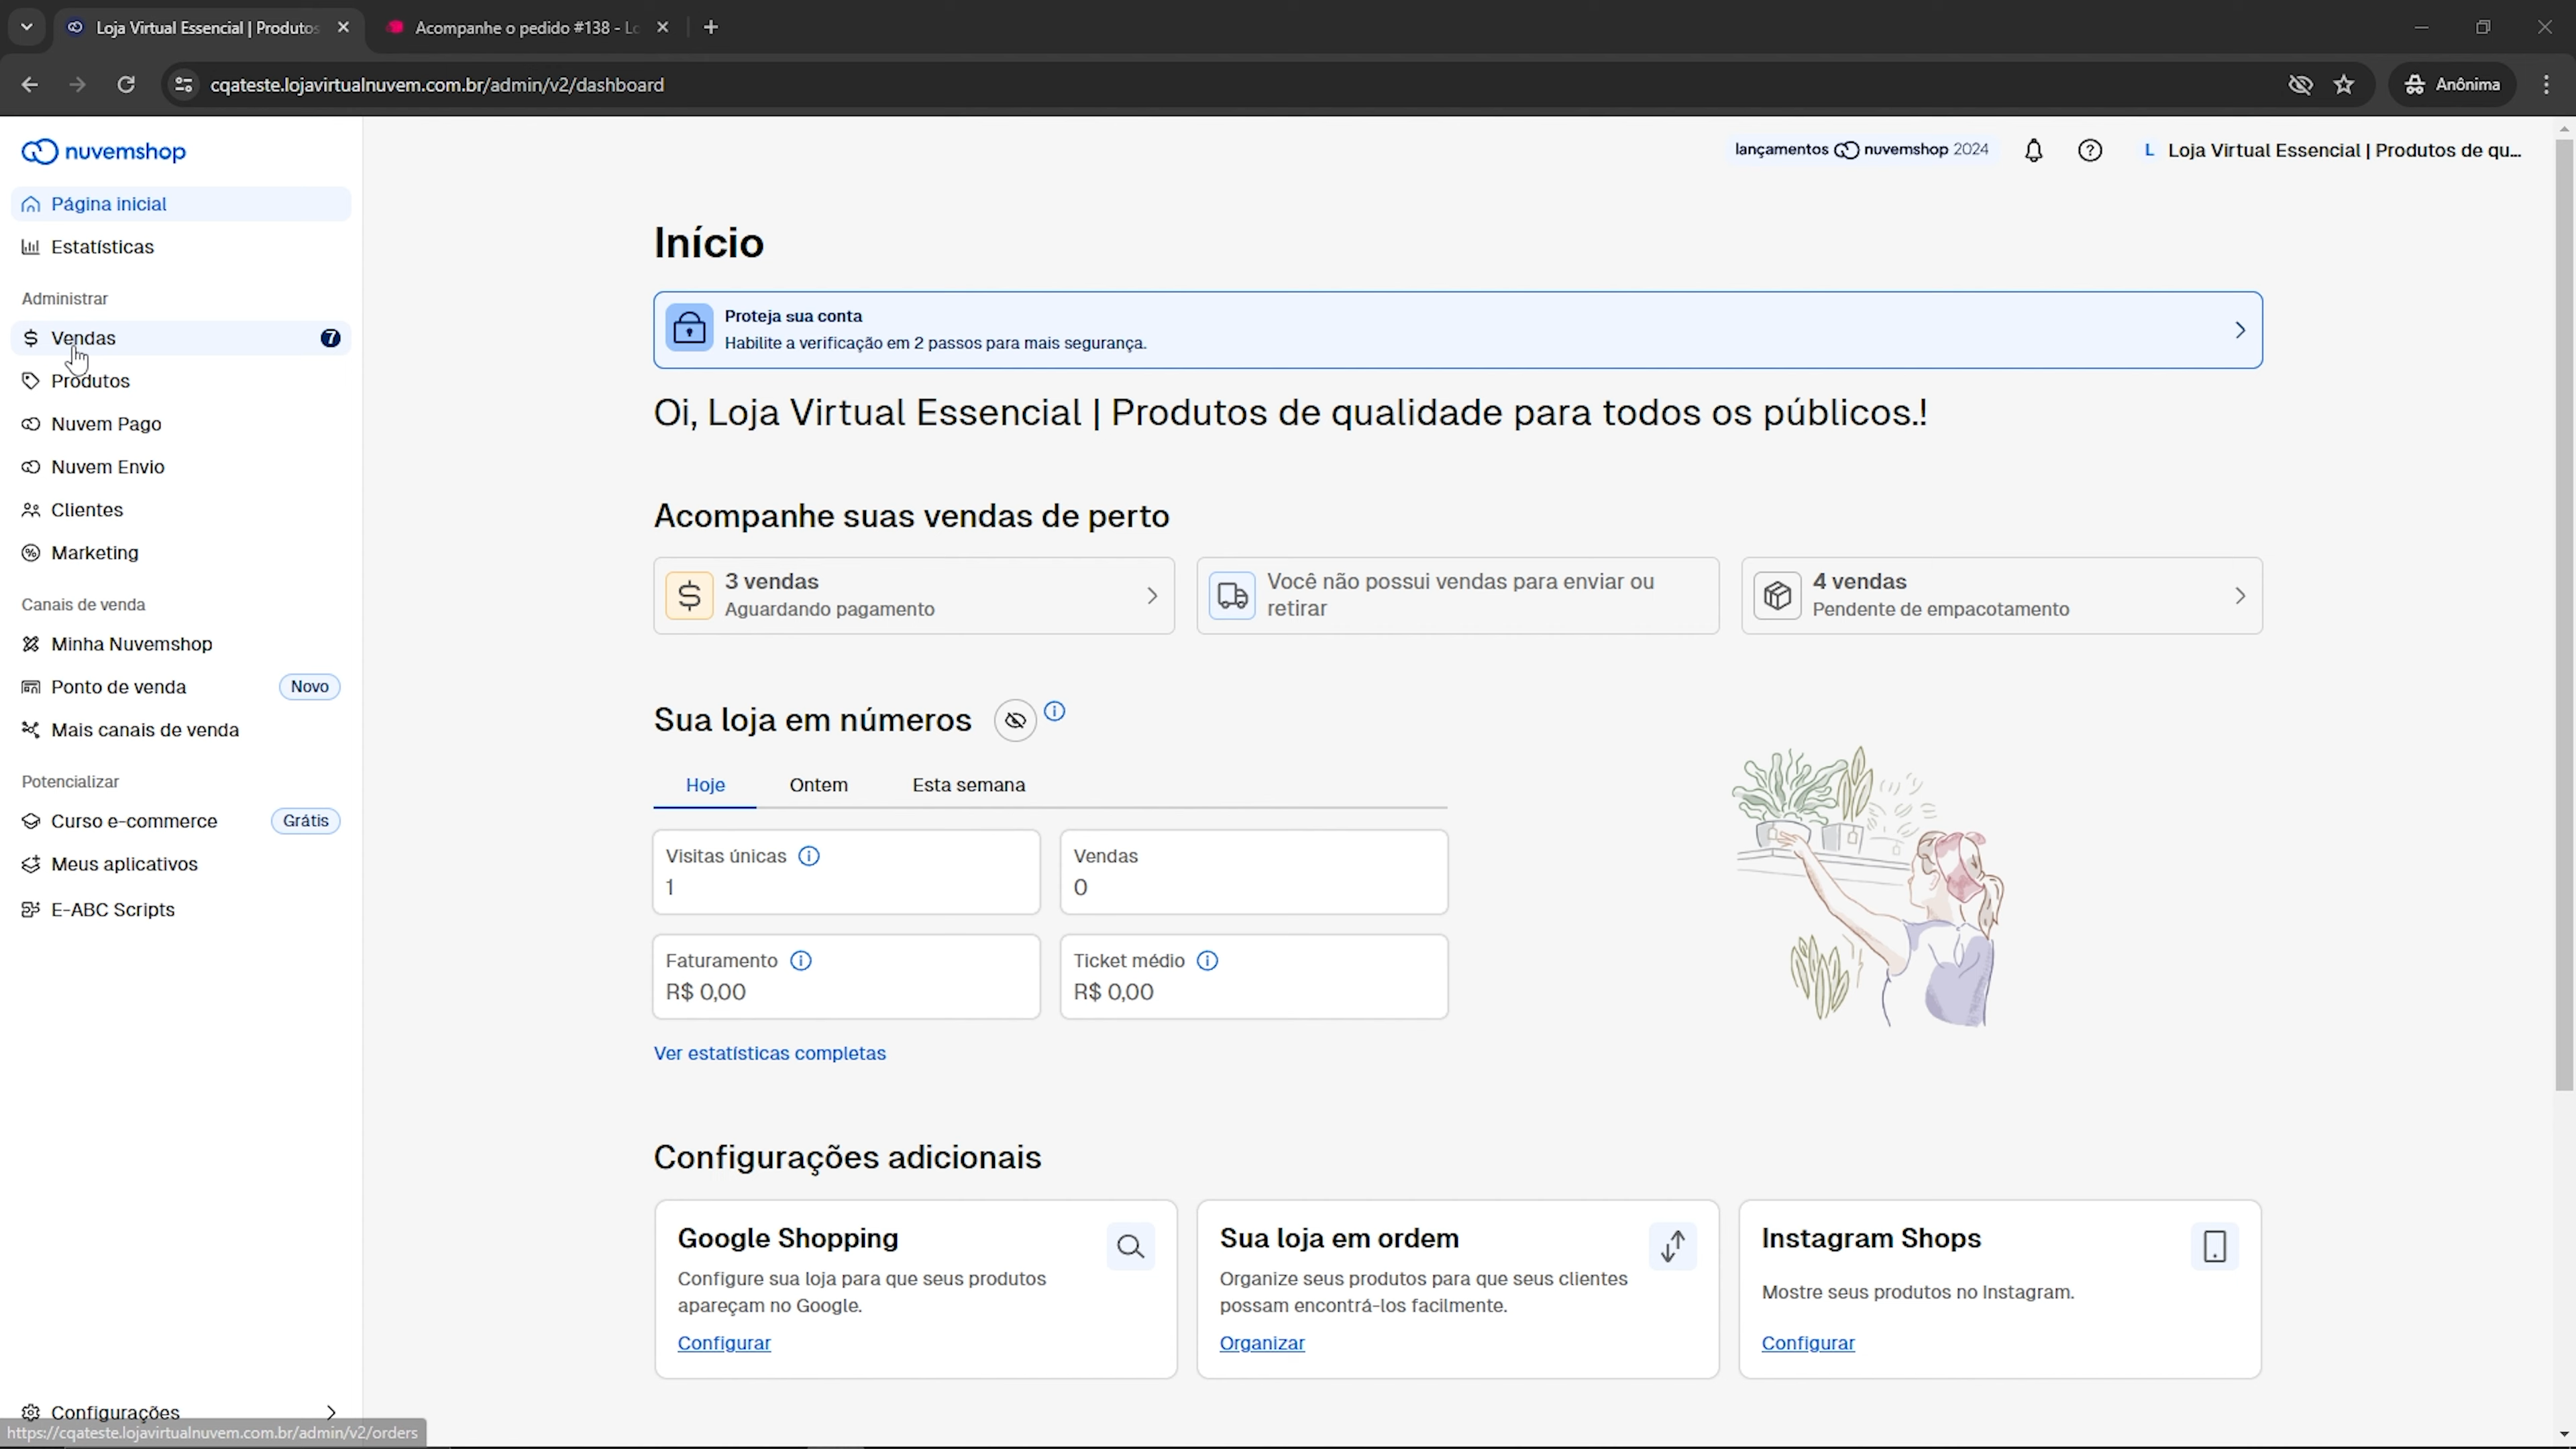 Loja Virtual Essencial | Produtos
Acompanhe o pedido #138 - Lo
cqateste.lojavirtualnuvem.com.br/admin/v2/dashboard
Anônima
nuvemshop
lançamentos nuvemshop 2024
L Loja Virtual Essencial | Produtos de qu...
Página inicial
Estatísticas
Administrar
Vendas 7
Produtos
Nuvem Pago
Nuvem Envio
Clientes
Marketing
Canais de venda
Minha Nuvemshop
Ponto de venda Novo
Mais canais de venda
Potencializar
Curso e-commerce Grátis
Meus aplicativos
E-ABC Scripts
Configurações
https://cqateste.lojavirtualnuvem.com.br/admin/v2/orders
Início
Proteja sua conta
Habilite a verificação em 2 passos para mais segurança.
Oi, Loja Virtual Essencial | Produtos de qualidade para todos os públicos.!
Acompanhe suas vendas de perto
3 vendas
Aguardando pagamento
Você não possui vendas para enviar ou
retirar
4 vendas
Pendente de empacotamento
Sua loja em números
Hoje Ontem Esta semana
Visitas únicas
1
Vendas
0
Faturamento
R$ 0,00
Ticket médio
R$ 0,00
Ver estatísticas completas
Configurações adicionais
Google Shopping
Configure sua loja para que seus produtos
apareçam no Google.
Configurar
Sua loja em ordem
Organize seus produtos para que seus clientes
possam encontrá-los facilmente.
Organizar
Instagram Shops
Mostre seus produtos no Instagram.
Configurar